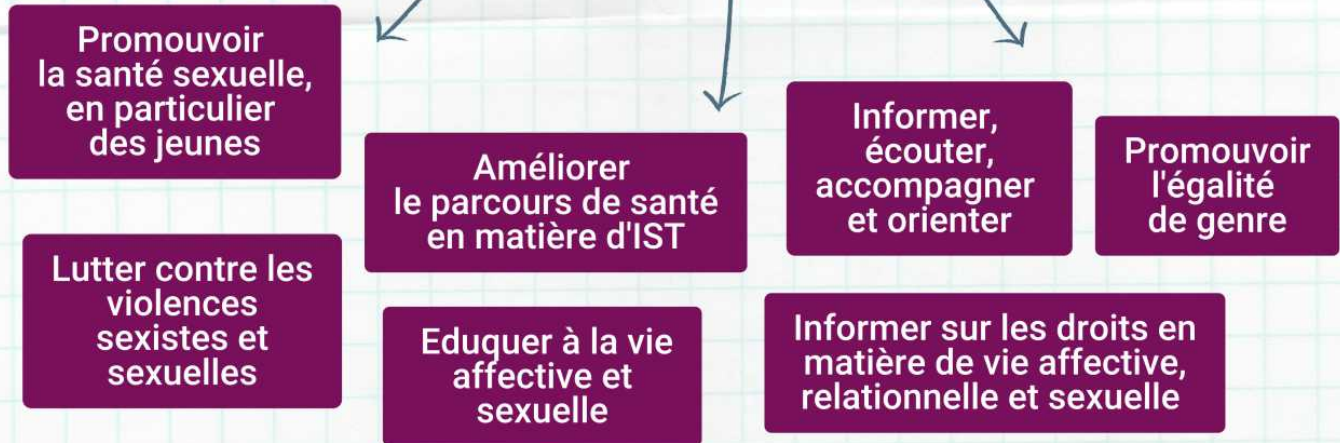 Promouvoir
la santé sexuelle,
en particulier
des jeunes
Améliorer
le parcours de santé
en matière d'IST
Informer,
écouter,
accompagner
et orienter
Promouvoir
l'égalité
de genre
Lutter contre les
violences
sexistes et
sexuelles
Eduquer à la vie
affective et
sexuelle
Informer sur les droits en
matière de vie affective,
relationnelle et sexuelle